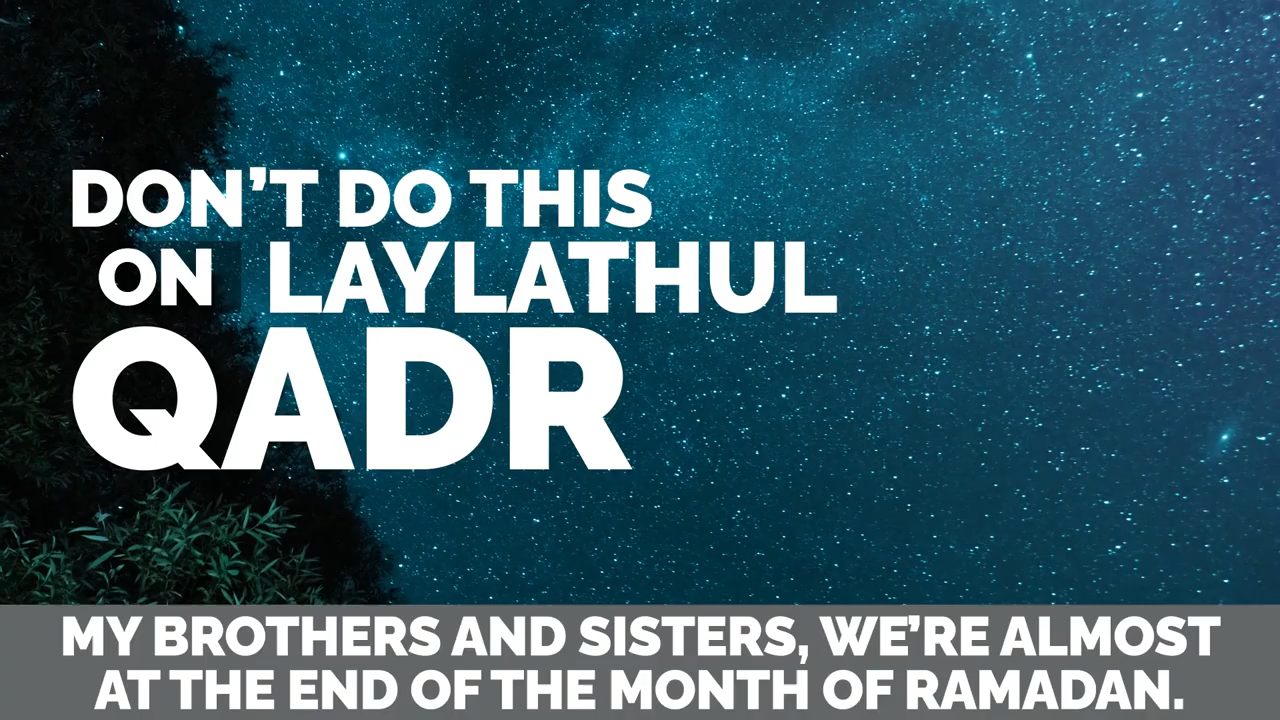 DON'T DO THIS
ON LAYLATHUL
QADR
MY BROTHERS AND SISTERS, WE'RE ALMOST
AT THE END OF THE MONTH OF RAMADAN.